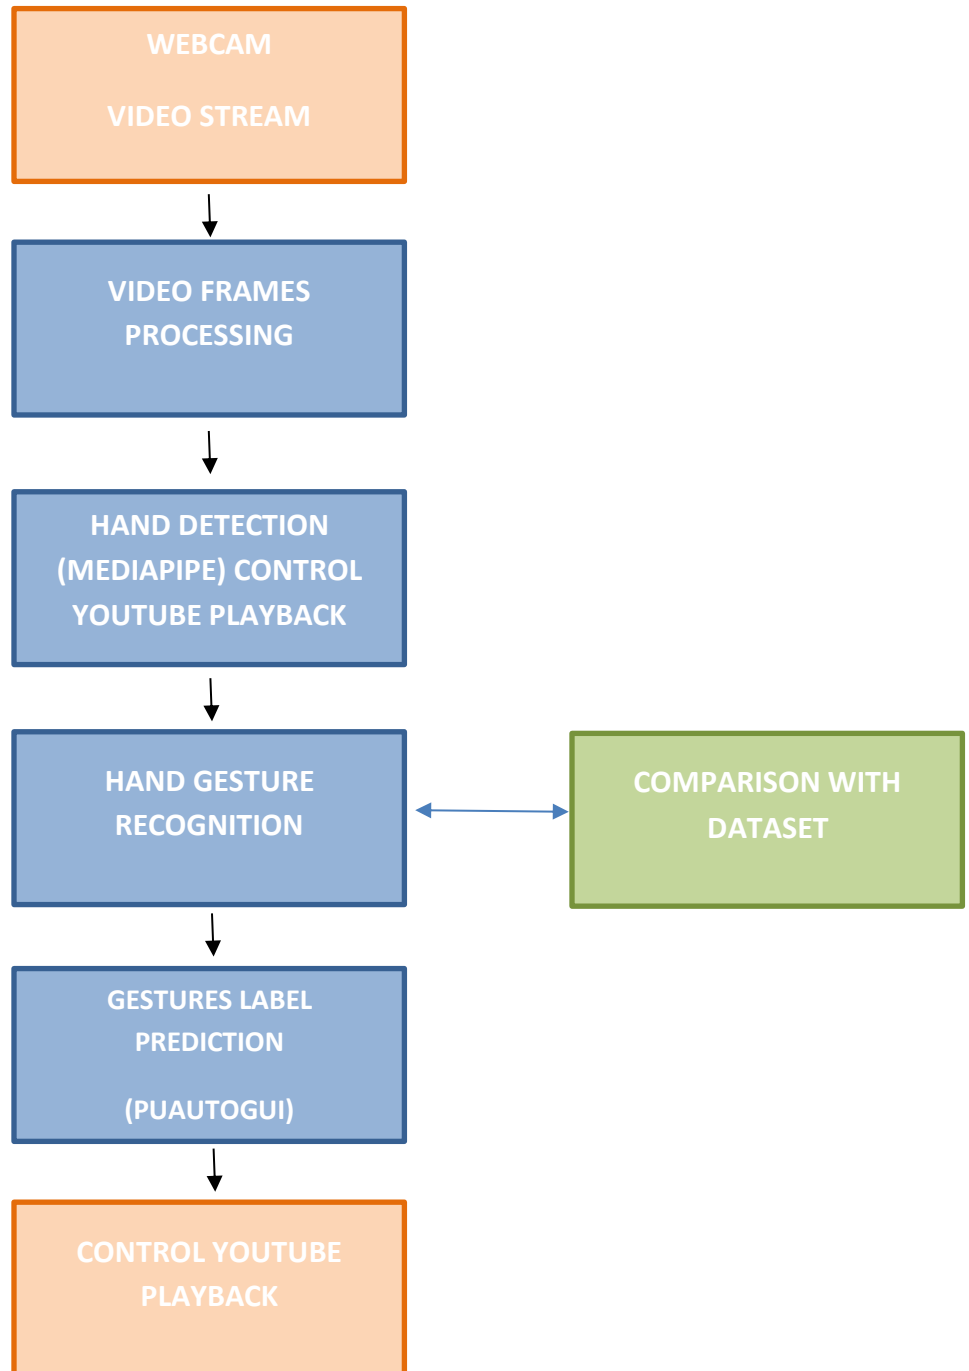 WEBCAM
VIDEO STREAM
VIDEO FRAMES
PROCESSING
HAND DETECTION
(MEDIAPIPE) CONTROL
YOUTUBE PLAYBACK
HAND GESTURE
RECOGNITION
COMPARISON WITH
DATASET
GESTURES LABEL
PREDICTION
(PUAUTOGUI)
CONTROL YOUTUBE
PLAYBACK